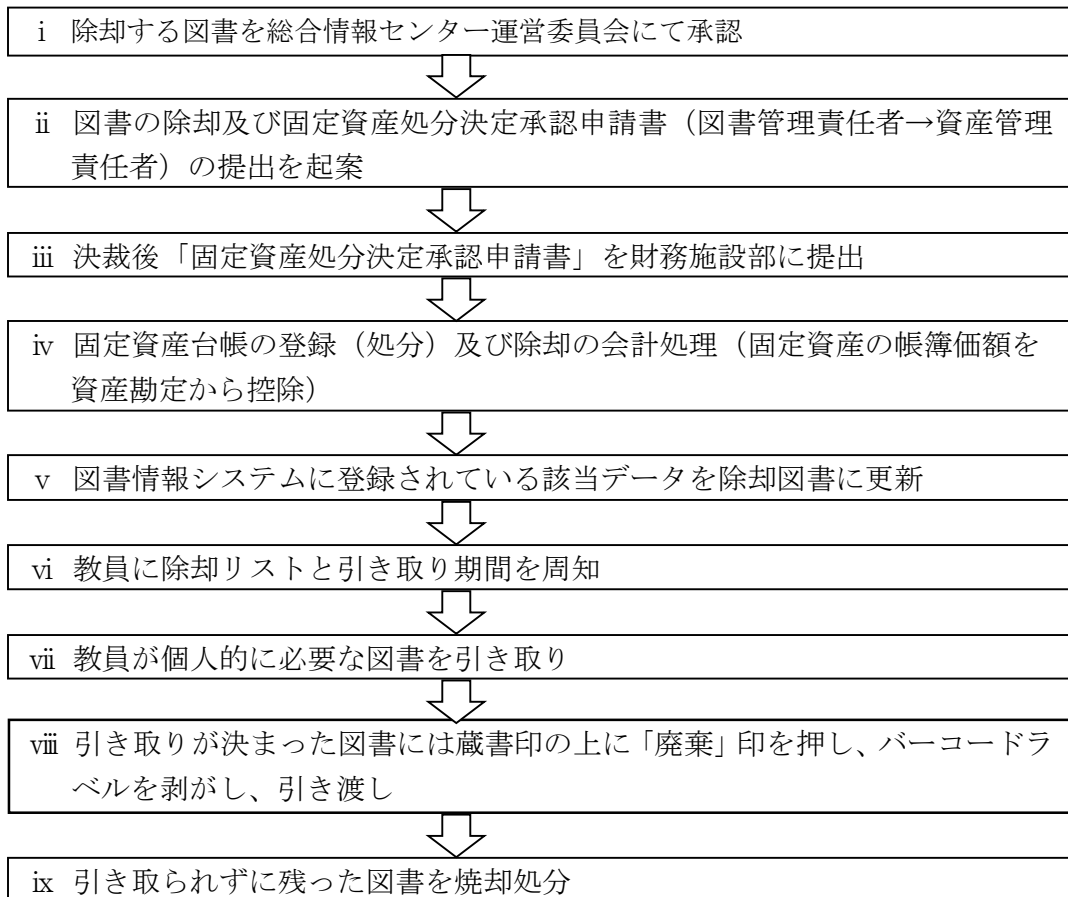 ⅰ 除却する図書を総合情報センター運営委員会にて承認
ⅱ 図書の除却及び固定資産処分決定承認申請書（図書管理責任者→資産管理
責任者）の提出を起案
ⅲ 決裁後「固定資産処分決定承認申請書」を財務施設部に提出
ⅳ 固定資産台帳の登録（処分）及び除却の会計処理（固定資産の帳簿価額を
資産勘定から控除）
ⅴ 図書情報システムに登録されている該当データを除却図書に更新
ⅵ 教員に除却リストと引き取り期間を周知
ⅶ 教員が個人的に必要な図書を引き取り
ⅷ 引き取りが決まった図書には蔵書印の上に「廃棄」印を押し、バーコードラ
ベルを剥がし、引き渡し
ⅸ 引き取られずに残った図書を焼却処分